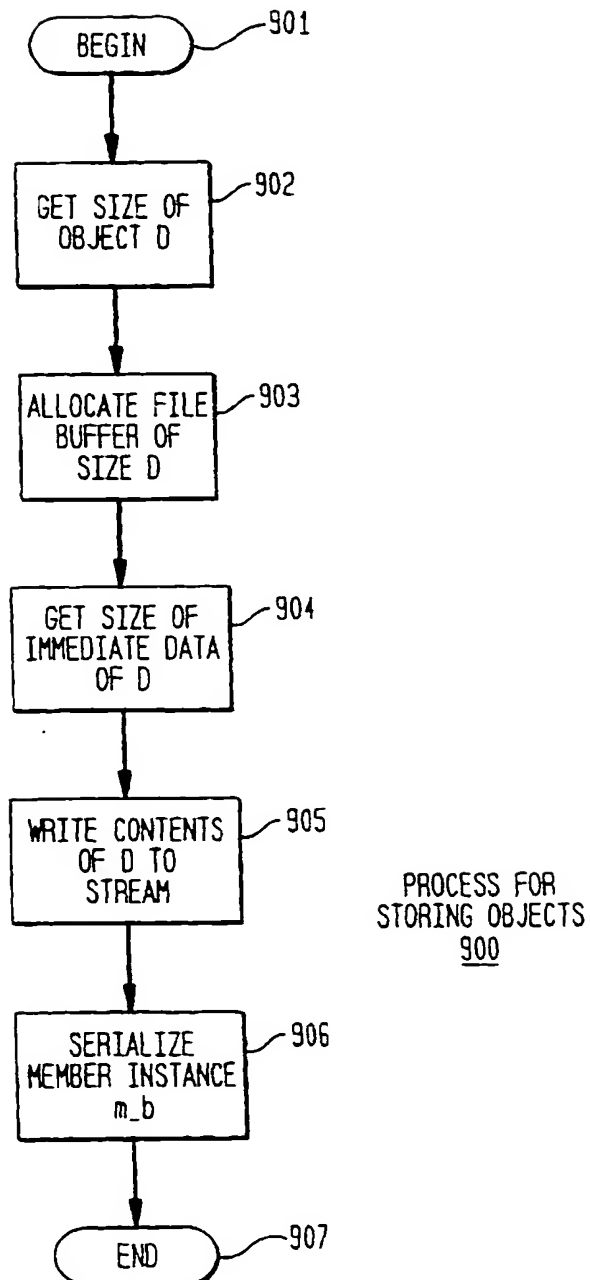 BEGIN
901
GET SIZE OF
OBJECT D
902
ALLOCATE FILE
BUFFER OF
SIZE D
903
GET SIZE OF
IMMEDIATE DATA
OF D
904
WRITE CONTENTS
OF D TO
STREAM
905
PROCESS FOR
STORING OBJECTS
900
SERIALIZE
MEMBER INSTANCE
m_b
906
END
907